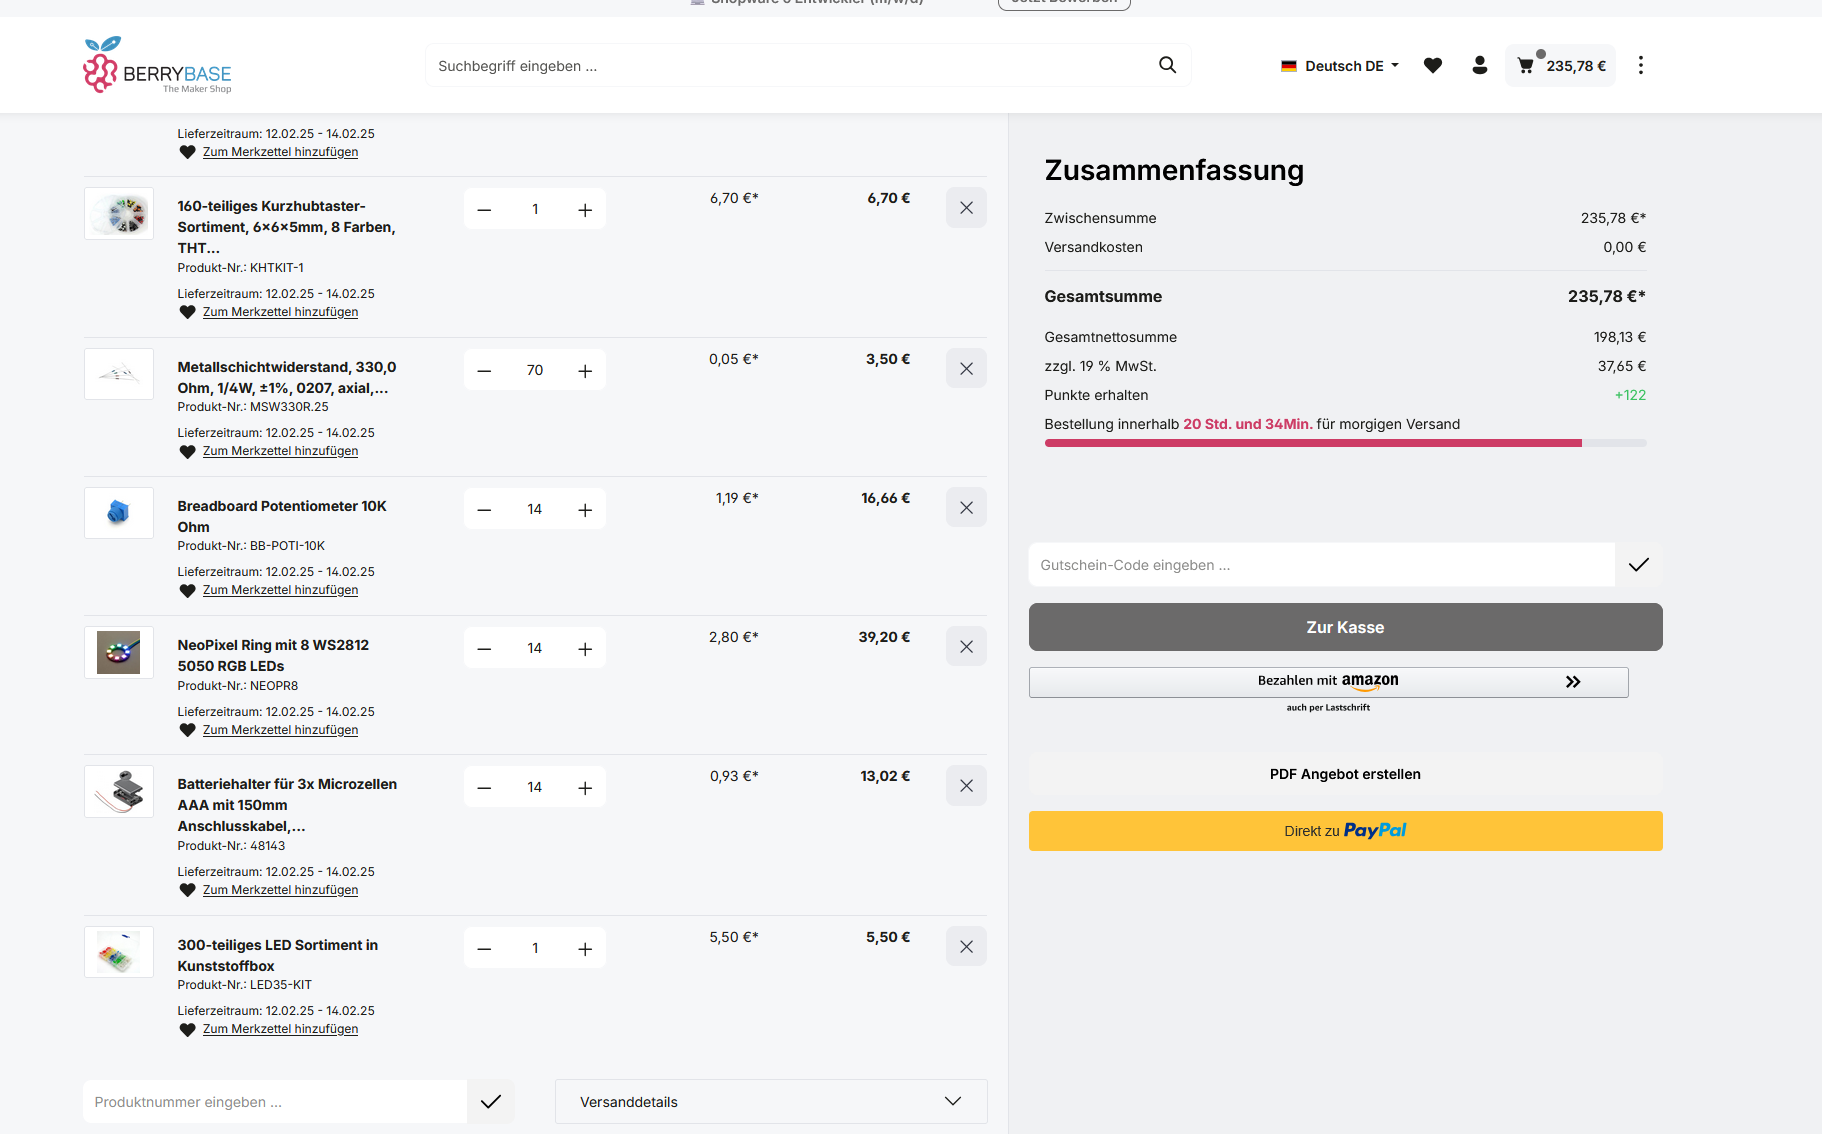 Shopware 6 Entwickler (m/w/d)
Jetzt Bewerben
BERRYBASE
The Maker Shop
Suchbegriff eingeben ...
Deutsch DE
235,78 €
Lieferzeitraum: 12.02.25 - 14.02.25
Zum Merkzettel hinzufügen
160-teiliges Kurzhubtaster-
Sortiment, 6x6x5mm, 8 Farben,
THT...
Produkt-Nr.: KHTKIT-1
Lieferzeitraum: 12.02.25 - 14.02.25
Zum Merkzettel hinzufügen
1
6,70 €*
6,70 €
Metallschichtwiderstand, 330,0
Ohm, 1/4W, ±1%, 0207, axial,...
Produkt-Nr.: MSW330R.25
Lieferzeitraum: 12.02.25 - 14.02.25
Zum Merkzettel hinzufügen
70
0,05 €*
3,50 €
Breadboard Potentiometer 10K
Ohm
Produkt-Nr.: BB-POTI-10K
Lieferzeitraum: 12.02.25 - 14.02.25
Zum Merkzettel hinzufügen
14
1,19 €*
16,66 €
NeoPixel Ring mit 8 WS2812
5050 RGB LEDs
Produkt-Nr.: NEOPR8
Lieferzeitraum: 12.02.25 - 14.02.25
Zum Merkzettel hinzufügen
14
2,80 €*
39,20 €
Batteriehalter für 3x Microzellen
AAA mit 150mm
Anschlusskabel,...
Produkt-Nr.: 48143
Lieferzeitraum: 12.02.25 - 14.02.25
Zum Merkzettel hinzufügen
14
0,93 €*
13,02 €
300-teiliges LED Sortiment in
Kunststoffbox
Produkt-Nr.: LED35-KIT
Lieferzeitraum: 12.02.25 - 14.02.25
Zum Merkzettel hinzufügen
1
5,50 €*
5,50 €
Produktnummer eingeben ...
Versanddetails
Zusammenfassung
Zwischensumme 235,78 €*
Versandkosten 0,00 €
Gesamtsumme 235,78 €*
Gesamtnettosumme 198,13 €
zzgl. 19 % MwSt. 37,65 €
Punkte erhalten +122
Bestellung innerhalb 20 Std. und 34Min. für morgigen Versand
Gutschein-Code eingeben ...
Zur Kasse
Bezahlen mit amazon
auch per Lastschrift
PDF Angebot erstellen
Direkt zu PayPal